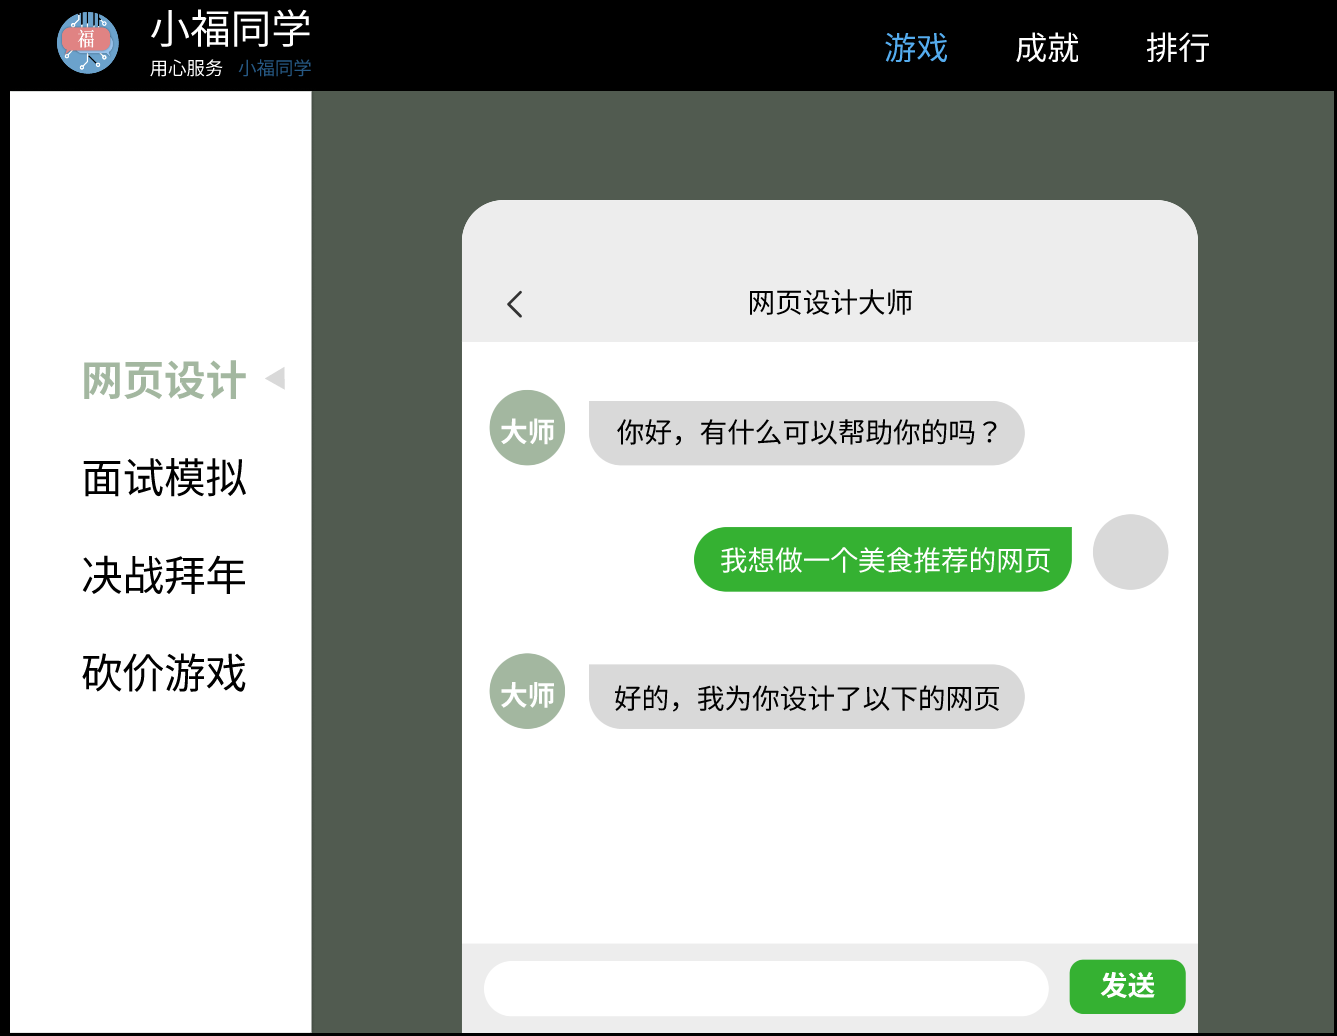 福
小福同学
用心服务 小福同学
游戏 成就 排行
网页设计
面试模拟
决战拜年
砍价游戏
网页设计大师
大师
你好，有什么可以帮助你的吗？
我想做一个美食推荐的网页
大师
好的，我为你设计了以下的网页
发送